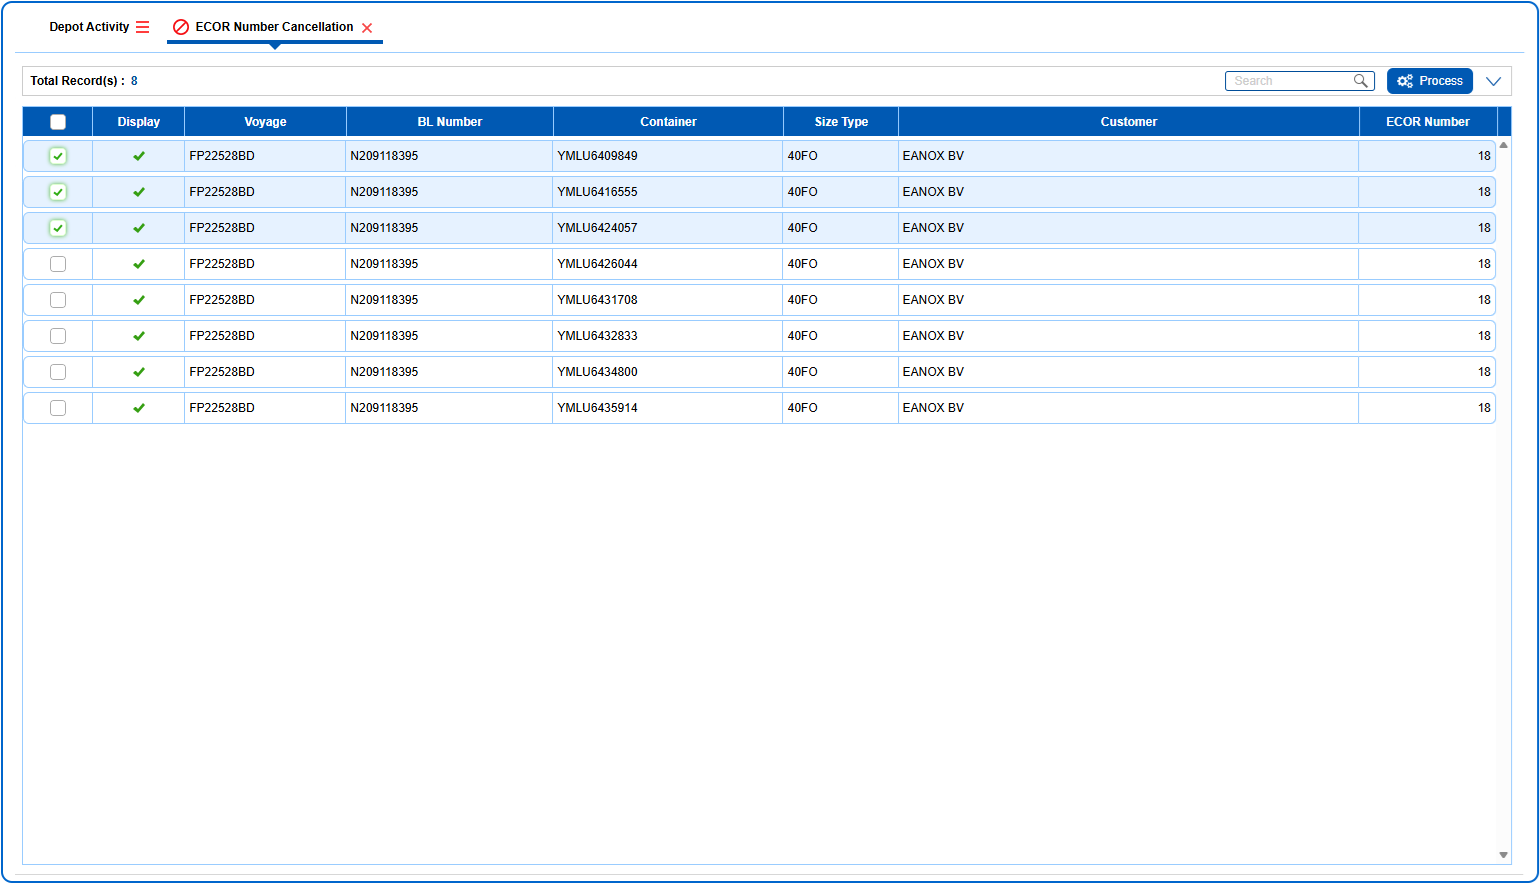 Depot Activity ECOR Number Cancellation
Total Record(s) : 8 Search Process
Display Voyage BL Number Container Size Type Customer ECOR Number
FP22528BD N209118395 YMLU6409849 40FO EANOX BV 18
FP22528BD N209118395 YMLU6416555 40FO EANOX BV 18
FP22528BD N209118395 YMLU6424057 40FO EANOX BV 18
FP22528BD N209118395 YMLU6426044 40FO EANOX BV 18
FP22528BD N209118395 YMLU6431708 40FO EANOX BV 18
FP22528BD N209118395 YMLU6432833 40FO EANOX BV 18
FP22528BD N209118395 YMLU6434800 40FO EANOX BV 18
FP22528BD N209118395 YMLU6435914 40FO EANOX BV 18